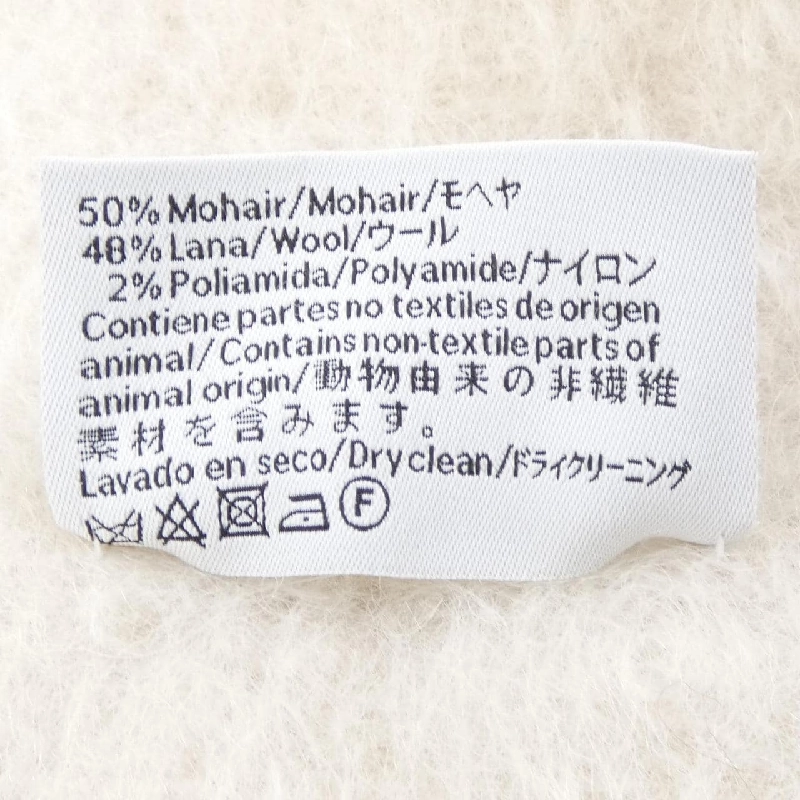 50% Mohair/Mohair/モヘヤ
48% Lana/Wool/ウール
2% Poliamida/Polyamide/ナイロン
Contiene partes no textiles de origen
animal/Contains non-textile parts of
animal origin/動物由来の非繊維
素材を含みます。
Lavado en seco/Dry clean/ドライクリーニング
F